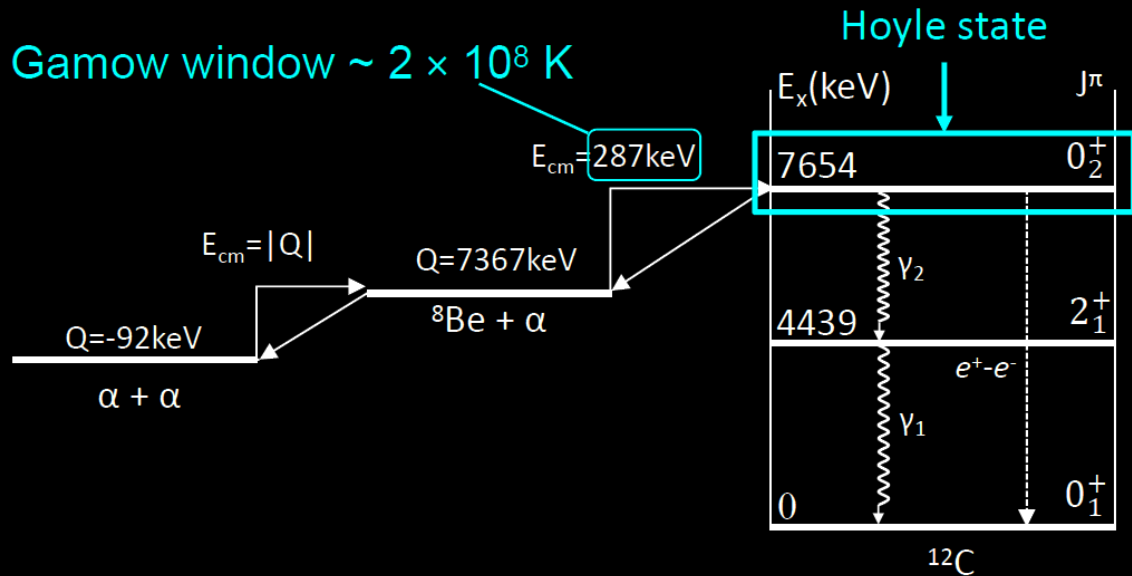 Hoyle state
Gamow window ~ 2 × 10⁸ K
Eₓ(keV) Jπ
E_cm=287keV
7654 0₂⁺
E_cm=|Q|
Q=7367keV
γ₂
⁸Be + α
4439 2₁⁺
Q=-92keV
e⁺-e⁻
α + α
γ₁
0 0₁⁺
¹²C